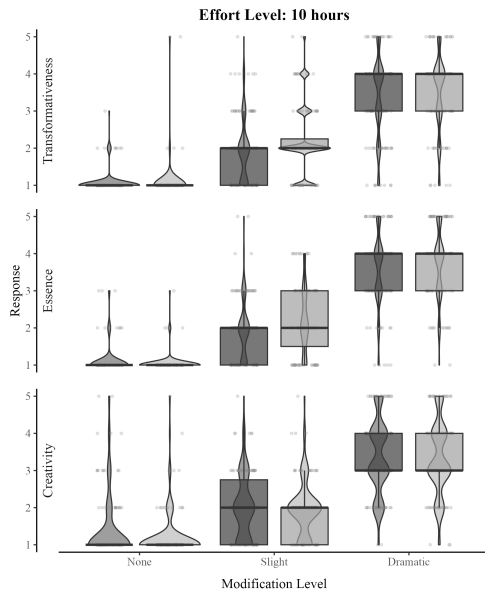 Effort Level: 10 hours
5
4
3
2
1
Transformativeness
5
4
3
2
1
Essence
Response
5
4
3
2
1
Creativity
None Slight Dramatic
Modification Level